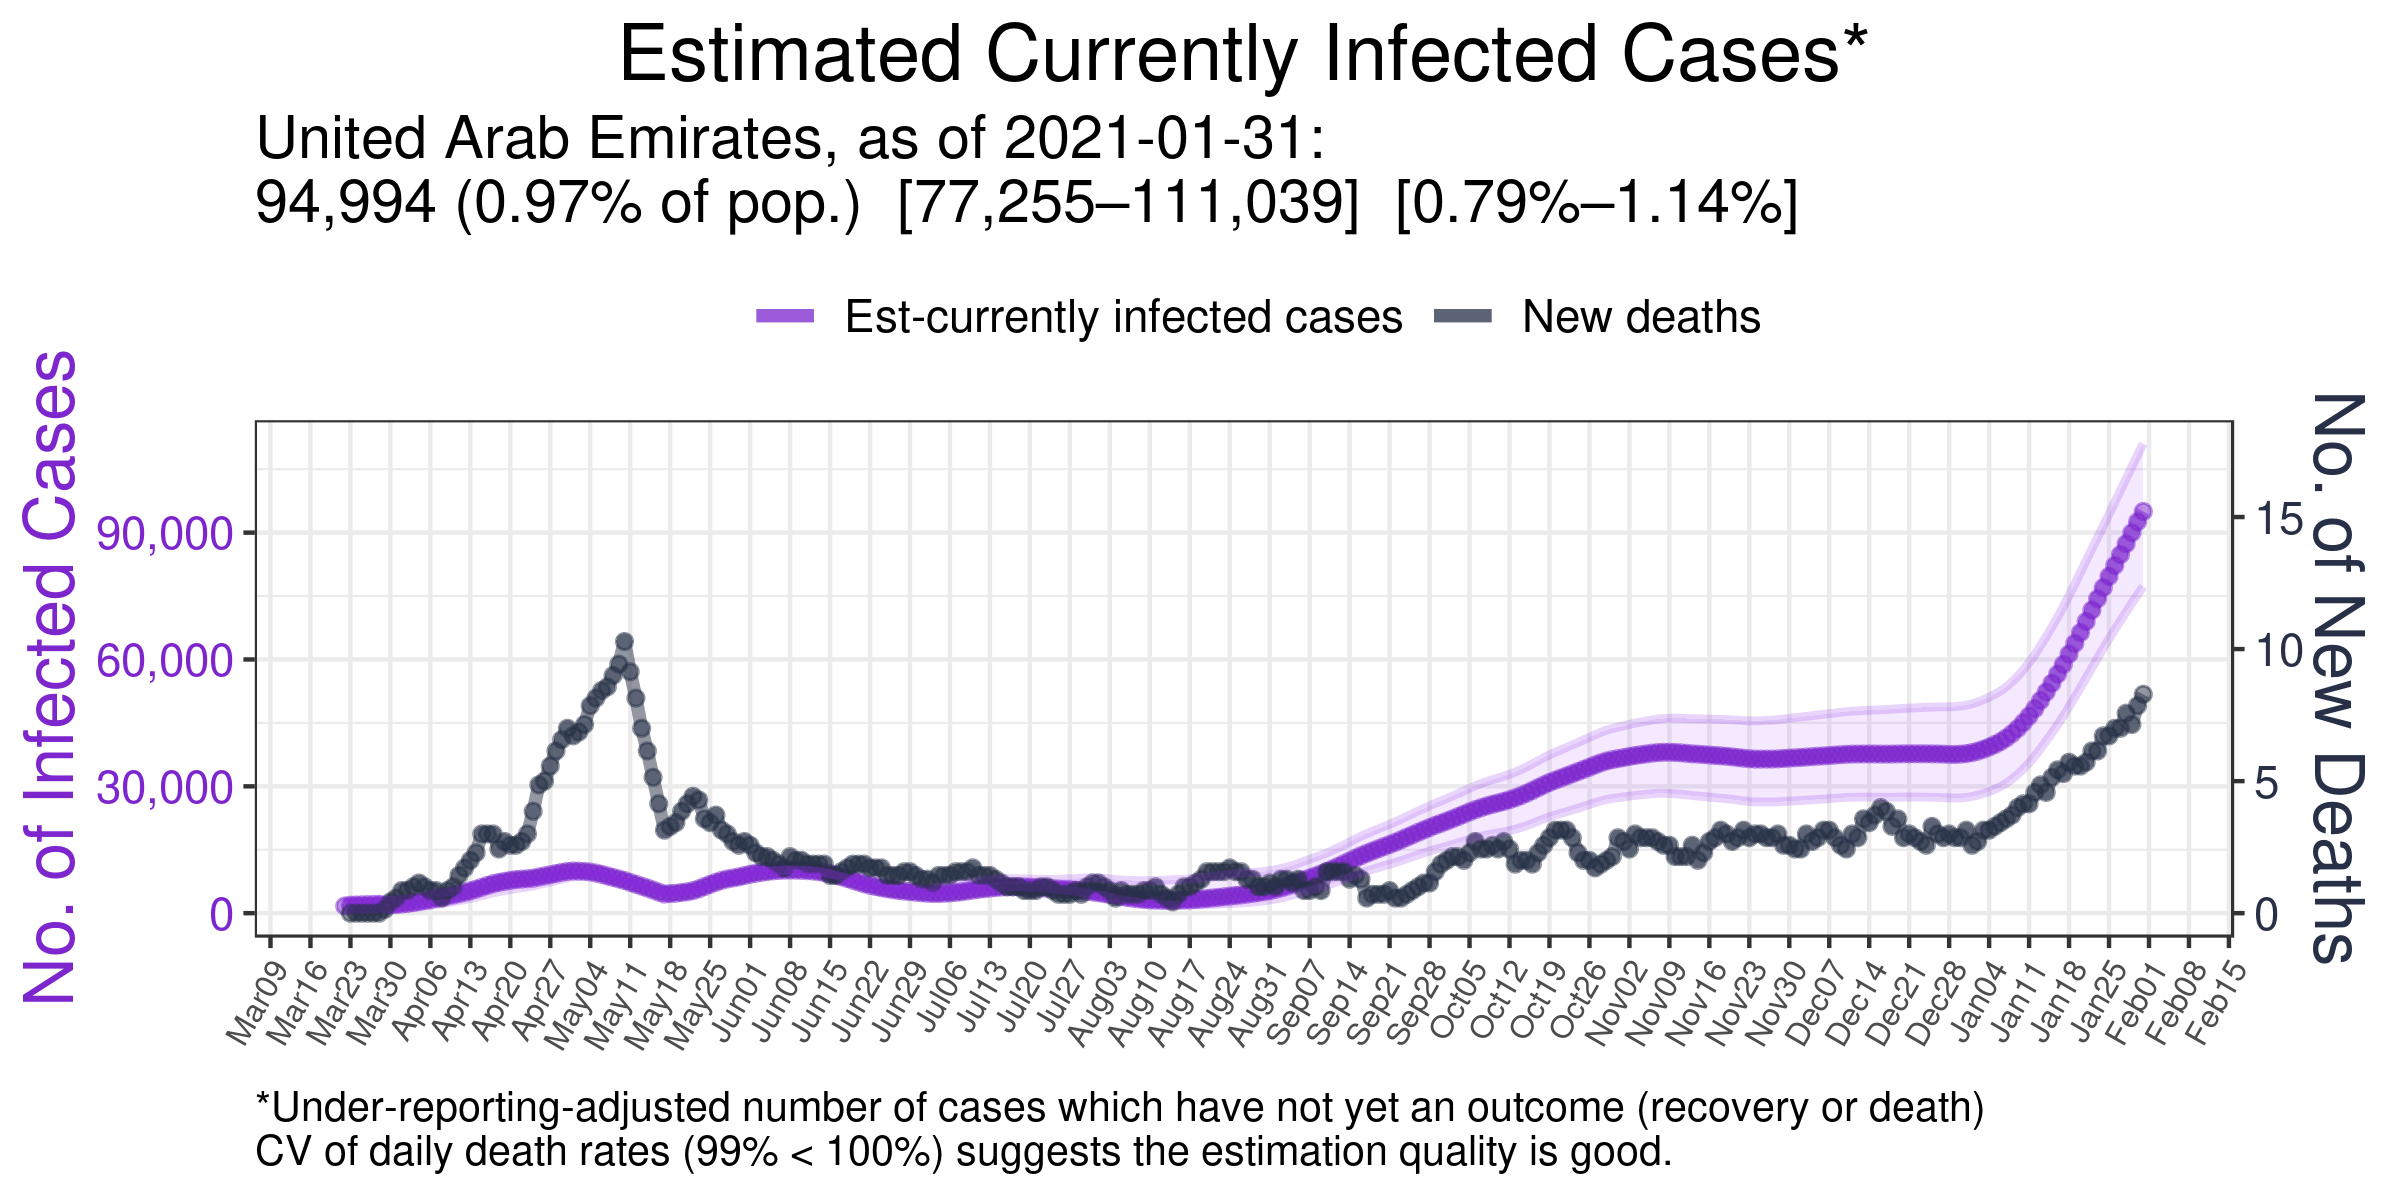 Estimated Currently Infected Cases*
United Arab Emirates, as of 2021-01-31:
94,994 (0.97% of pop.)  [77,255–111,039]  [0.79%–1.14%]
Est-currently infected cases
New deaths
No. of Infected Cases
90,000
60,000
30,000
0
15
10
5
0
No. of New Deaths
Mar09
Mar16
Mar23
Mar30
Apr06
Apr13
Apr20
Apr27
May04
May11
May18
May25
Jun01
Jun08
Jun15
Jun22
Jun29
Jul06
Jul13
Jul20
Jul27
Aug03
Aug10
Aug17
Aug24
Aug31
Sep07
Sep14
Sep21
Sep28
Oct05
Oct12
Oct19
Oct26
Nov02
Nov09
Nov16
Nov23
Nov30
Dec07
Dec14
Dec21
Dec28
Jan04
Jan11
Jan18
Jan25
Feb01
Feb08
Feb15
*Under-reporting-adjusted number of cases which have not yet an outcome (recovery or death)
CV of daily death rates (99% < 100%) suggests the estimation quality is good.